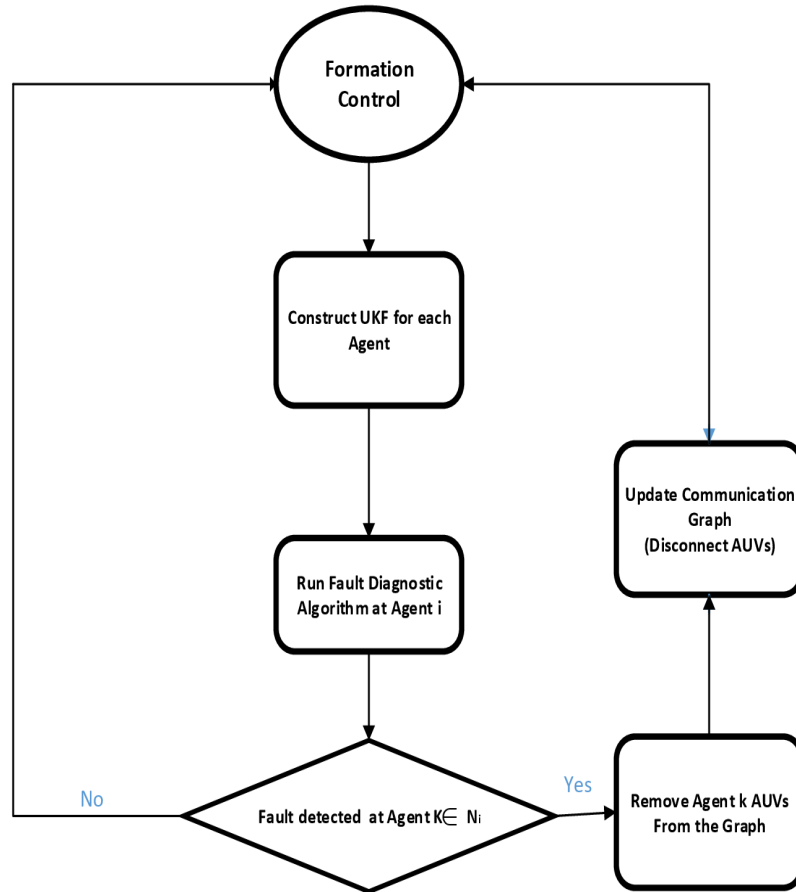 Formation
Control
Construct UKF for each
Agent
Run Fault Diagnostic
Algorithm at Agent i
Fault detected at Agent K∈ Nᵢ
No
Yes
Remove Agent k AUVs
From the Graph
Update Communication
Graph
(Disconnect AUVs)